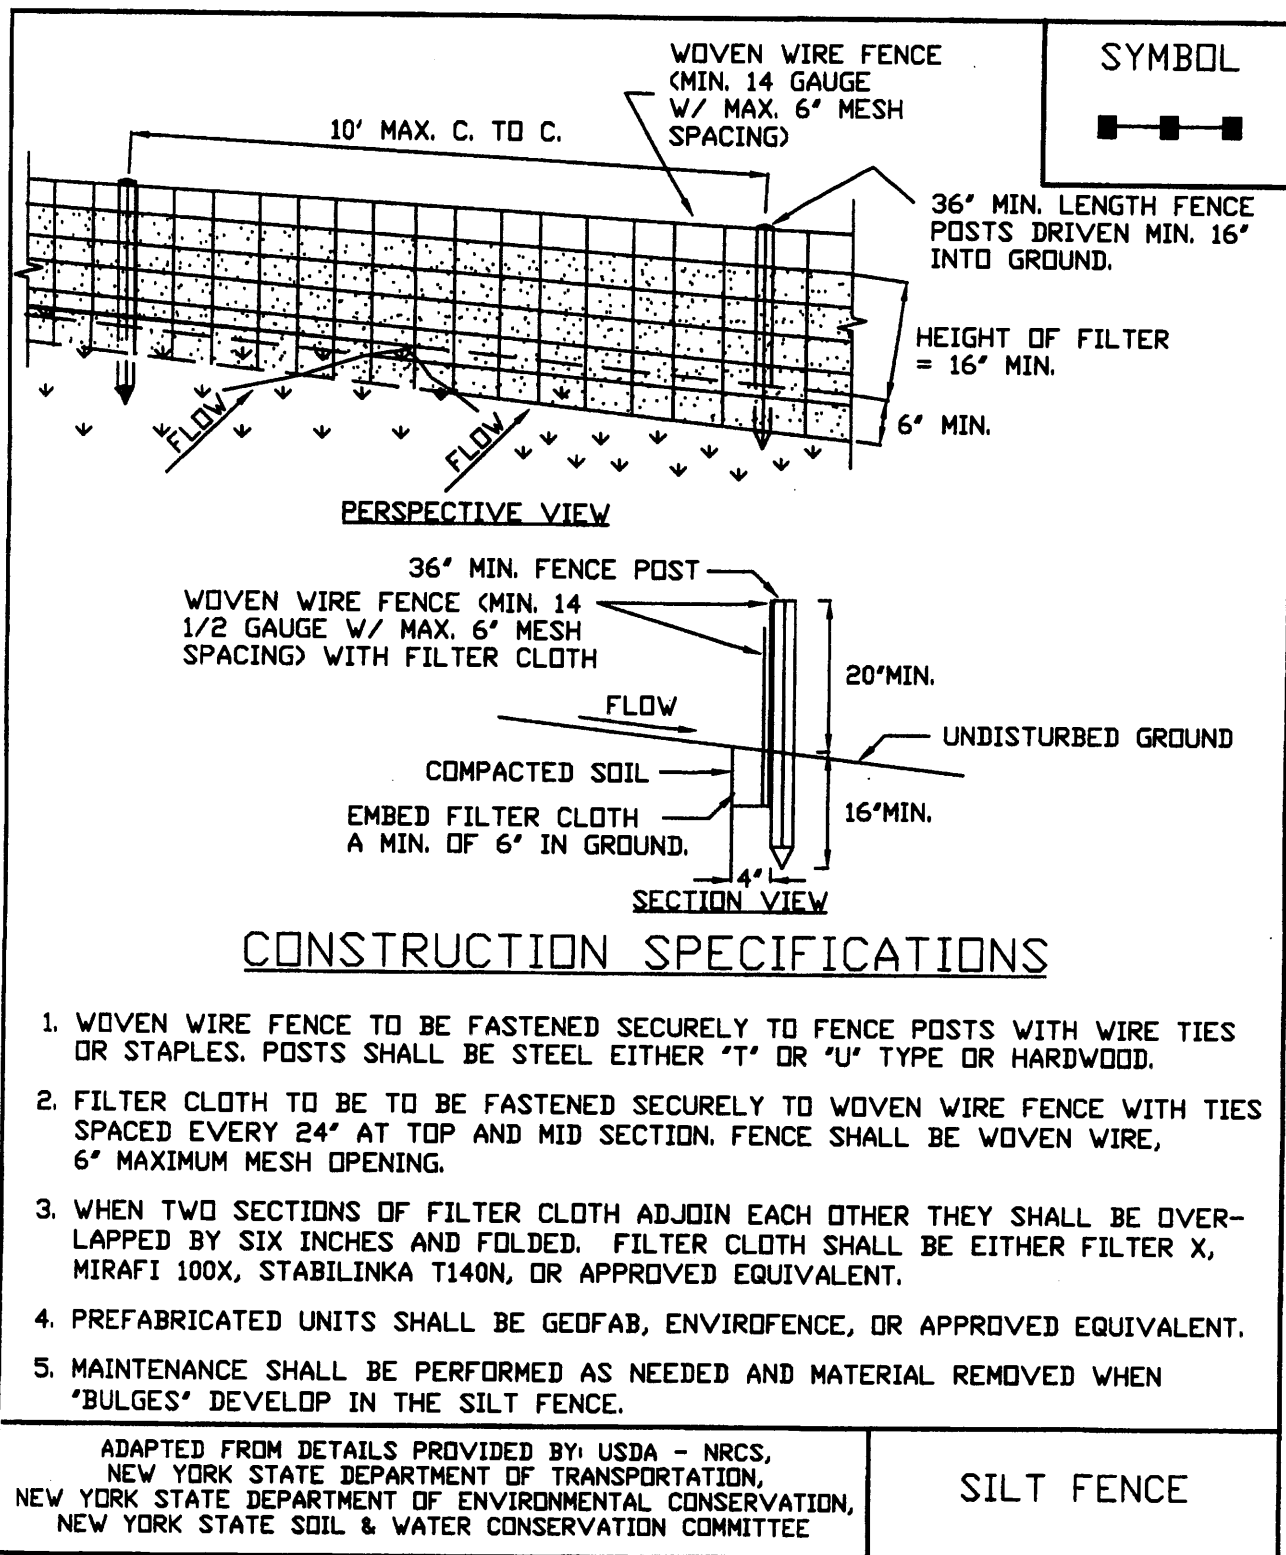 WOVEN WIRE FENCE
(MIN. 14 GAUGE
W/ MAX. 6" MESH
SPACING)
SYMBOL
10' MAX. C. TO C.
36" MIN. LENGTH FENCE
POSTS DRIVEN MIN. 16"
INTO GROUND.
HEIGHT OF FILTER
= 16" MIN.
6" MIN.
FLOW
FLOW
PERSPECTIVE VIEW
36" MIN. FENCE POST
WOVEN WIRE FENCE (MIN. 14
1/2 GAUGE W/ MAX. 6" MESH
SPACING) WITH FILTER CLOTH
20"MIN.
FLOW
UNDISTURBED GROUND
COMPACTED SOIL
EMBED FILTER CLOTH
A MIN. OF 6" IN GROUND.
16"MIN.
4"
SECTION VIEW
CONSTRUCTION SPECIFICATIONS
1. WOVEN WIRE FENCE TO BE FASTENED SECURELY TO FENCE POSTS WITH WIRE TIES
OR STAPLES. POSTS SHALL BE STEEL EITHER "T" OR "U" TYPE OR HARDWOOD.
2. FILTER CLOTH TO BE TO BE FASTENED SECURELY TO WOVEN WIRE FENCE WITH TIES
SPACED EVERY 24" AT TOP AND MID SECTION. FENCE SHALL BE WOVEN WIRE,
6" MAXIMUM MESH OPENING.
3. WHEN TWO SECTIONS OF FILTER CLOTH ADJOIN EACH OTHER THEY SHALL BE OVER-
LAPPED BY SIX INCHES AND FOLDED. FILTER CLOTH SHALL BE EITHER FILTER X,
MIRAFI 100X, STABILINKA T140N, OR APPROVED EQUIVALENT.
4. PREFABRICATED UNITS SHALL BE GEOFAB, ENVIROFENCE, OR APPROVED EQUIVALENT.
5. MAINTENANCE SHALL BE PERFORMED AS NEEDED AND MATERIAL REMOVED WHEN
"BULGES" DEVELOP IN THE SILT FENCE.
ADAPTED FROM DETAILS PROVIDED BY: USDA - NRCS,
NEW YORK STATE DEPARTMENT OF TRANSPORTATION,
NEW YORK STATE DEPARTMENT OF ENVIRONMENTAL CONSERVATION,
NEW YORK STATE SOIL & WATER CONSERVATION COMMITTEE
SILT FENCE